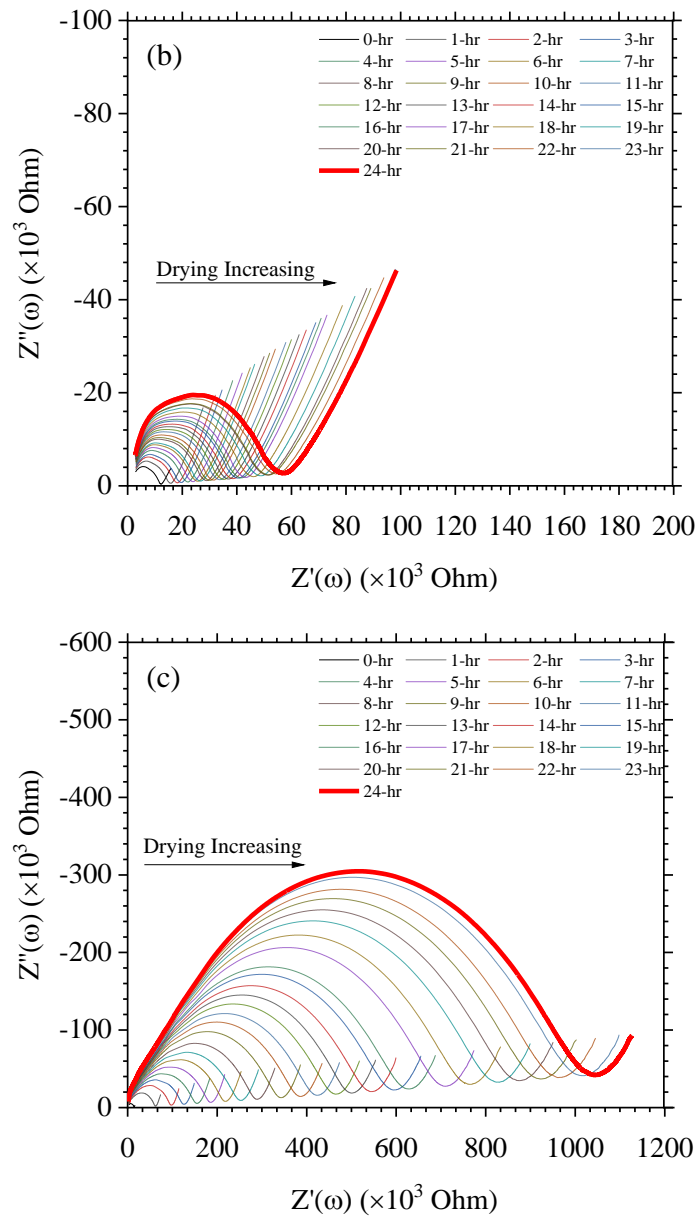 -100
(b)
0-hr 1-hr 2-hr 3-hr
4-hr 5-hr 6-hr 7-hr
8-hr 9-hr 10-hr 11-hr
12-hr 13-hr 14-hr 15-hr
16-hr 17-hr 18-hr 19-hr
20-hr 21-hr 22-hr 23-hr
24-hr
-80
-60
-40
-20
0
Z''(ω) (×10³ Ohm)
Drying Increasing
0 20 40 60 80 100 120 140 160 180 200
Z'(ω) (×10³ Ohm)
-600
(c)
0-hr 1-hr 2-hr 3-hr
4-hr 5-hr 6-hr 7-hr
8-hr 9-hr 10-hr 11-hr
12-hr 13-hr 14-hr 15-hr
16-hr 17-hr 18-hr 19-hr
20-hr 21-hr 22-hr 23-hr
24-hr
-500
-400
-300
-200
-100
0
Z''(ω) (×10³ Ohm)
Drying Increasing
0 200 400 600 800 1000 1200
Z'(ω) (×10³ Ohm)